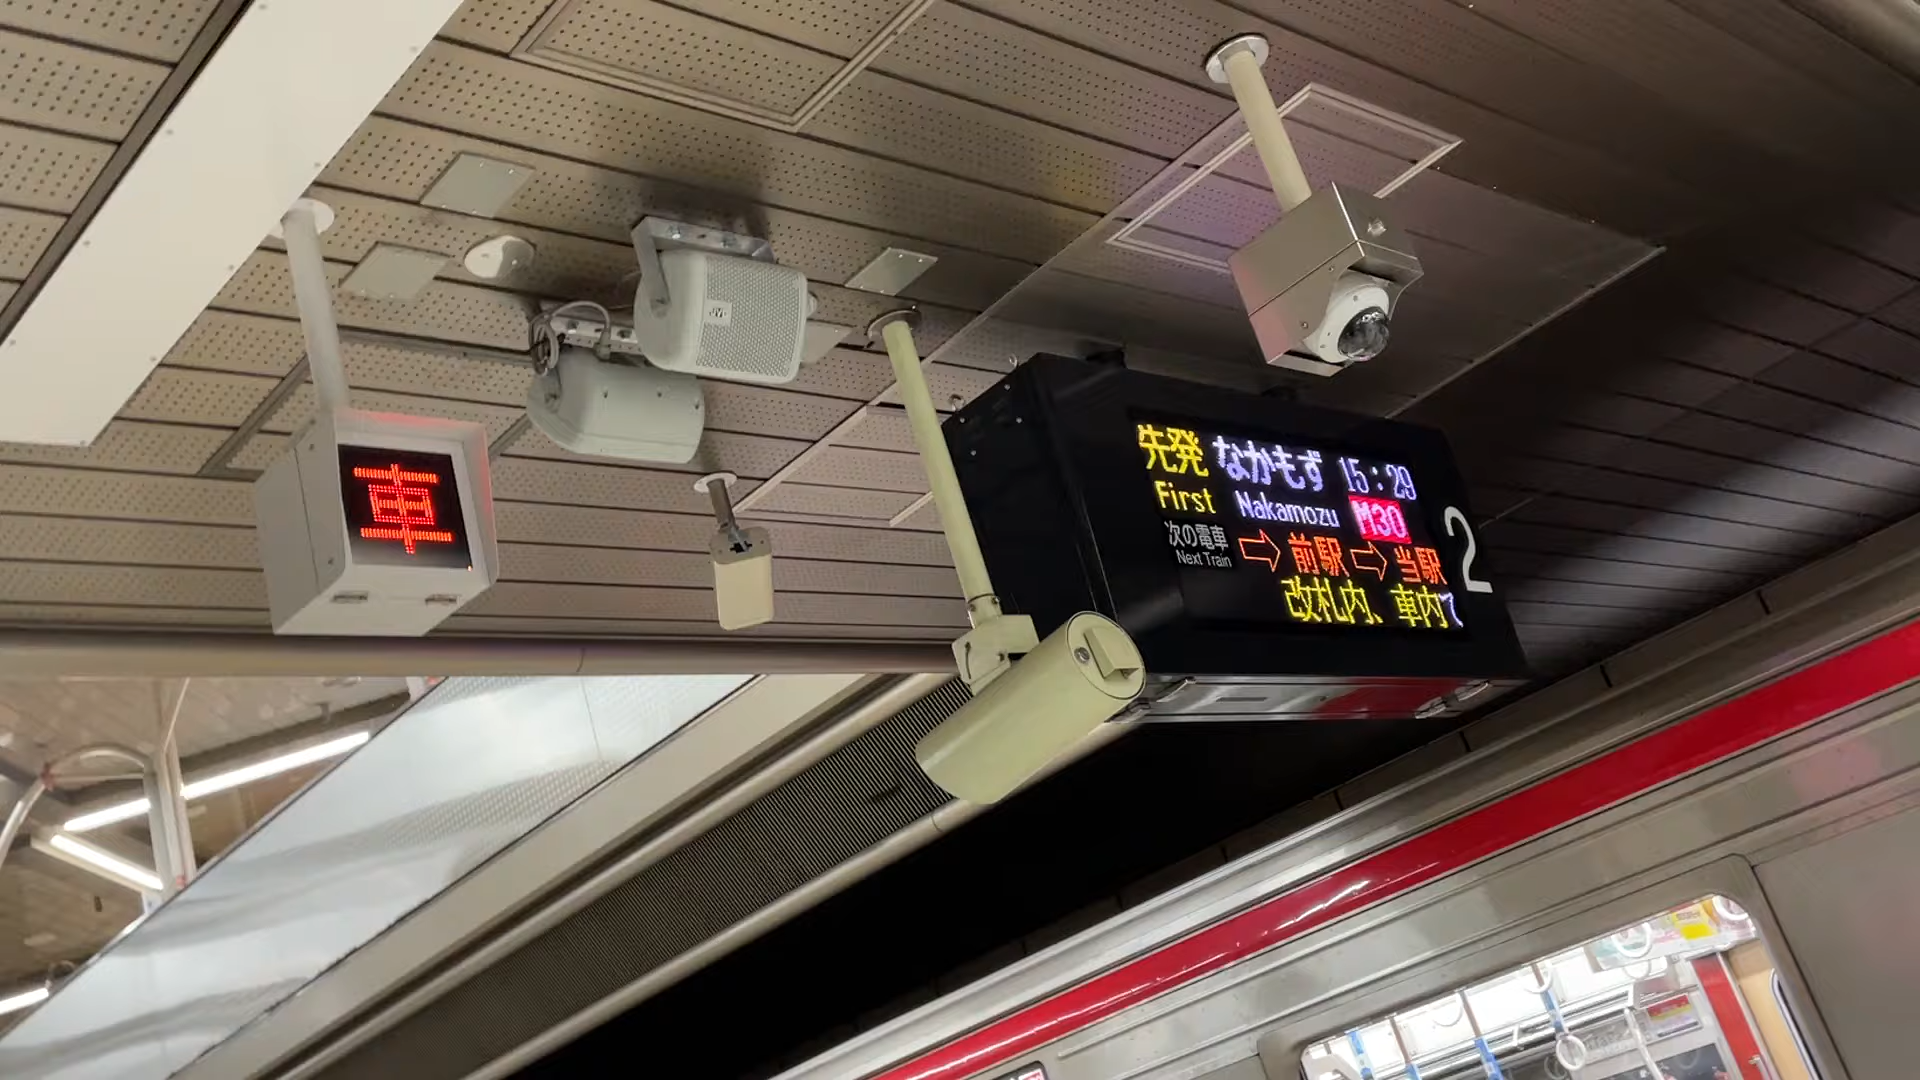 車
JVC
先発 なかもず 15:29
First Nakamozu M30
次の電車 ⇨ 前駅 ⇨ 当駅
Next Train
改札内、車内で
2